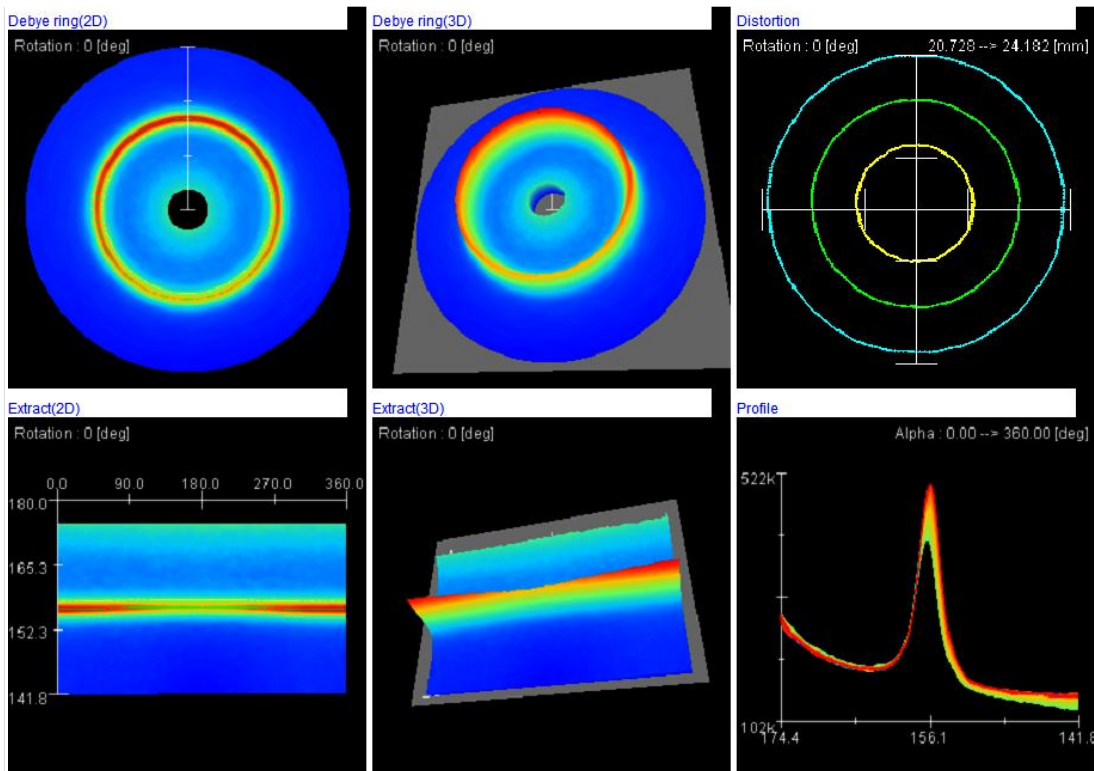 Debye ring(2D)
Rotation : 0 [deg]
Debye ring(3D)
Rotation : 0 [deg]
Distortion
Rotation : 0 [deg]
20.728 --> 24.182 [mm]
Extract(2D)
Rotation : 0 [deg]
0.0 90.0 180.0 270.0 360.0
180.0
165.3
152.3
141.8
Extract(3D)
Rotation : 0 [deg]
Profile
Alpha : 0.00 --> 360.00 [deg]
522k
102k
174.4 156.1 141.8